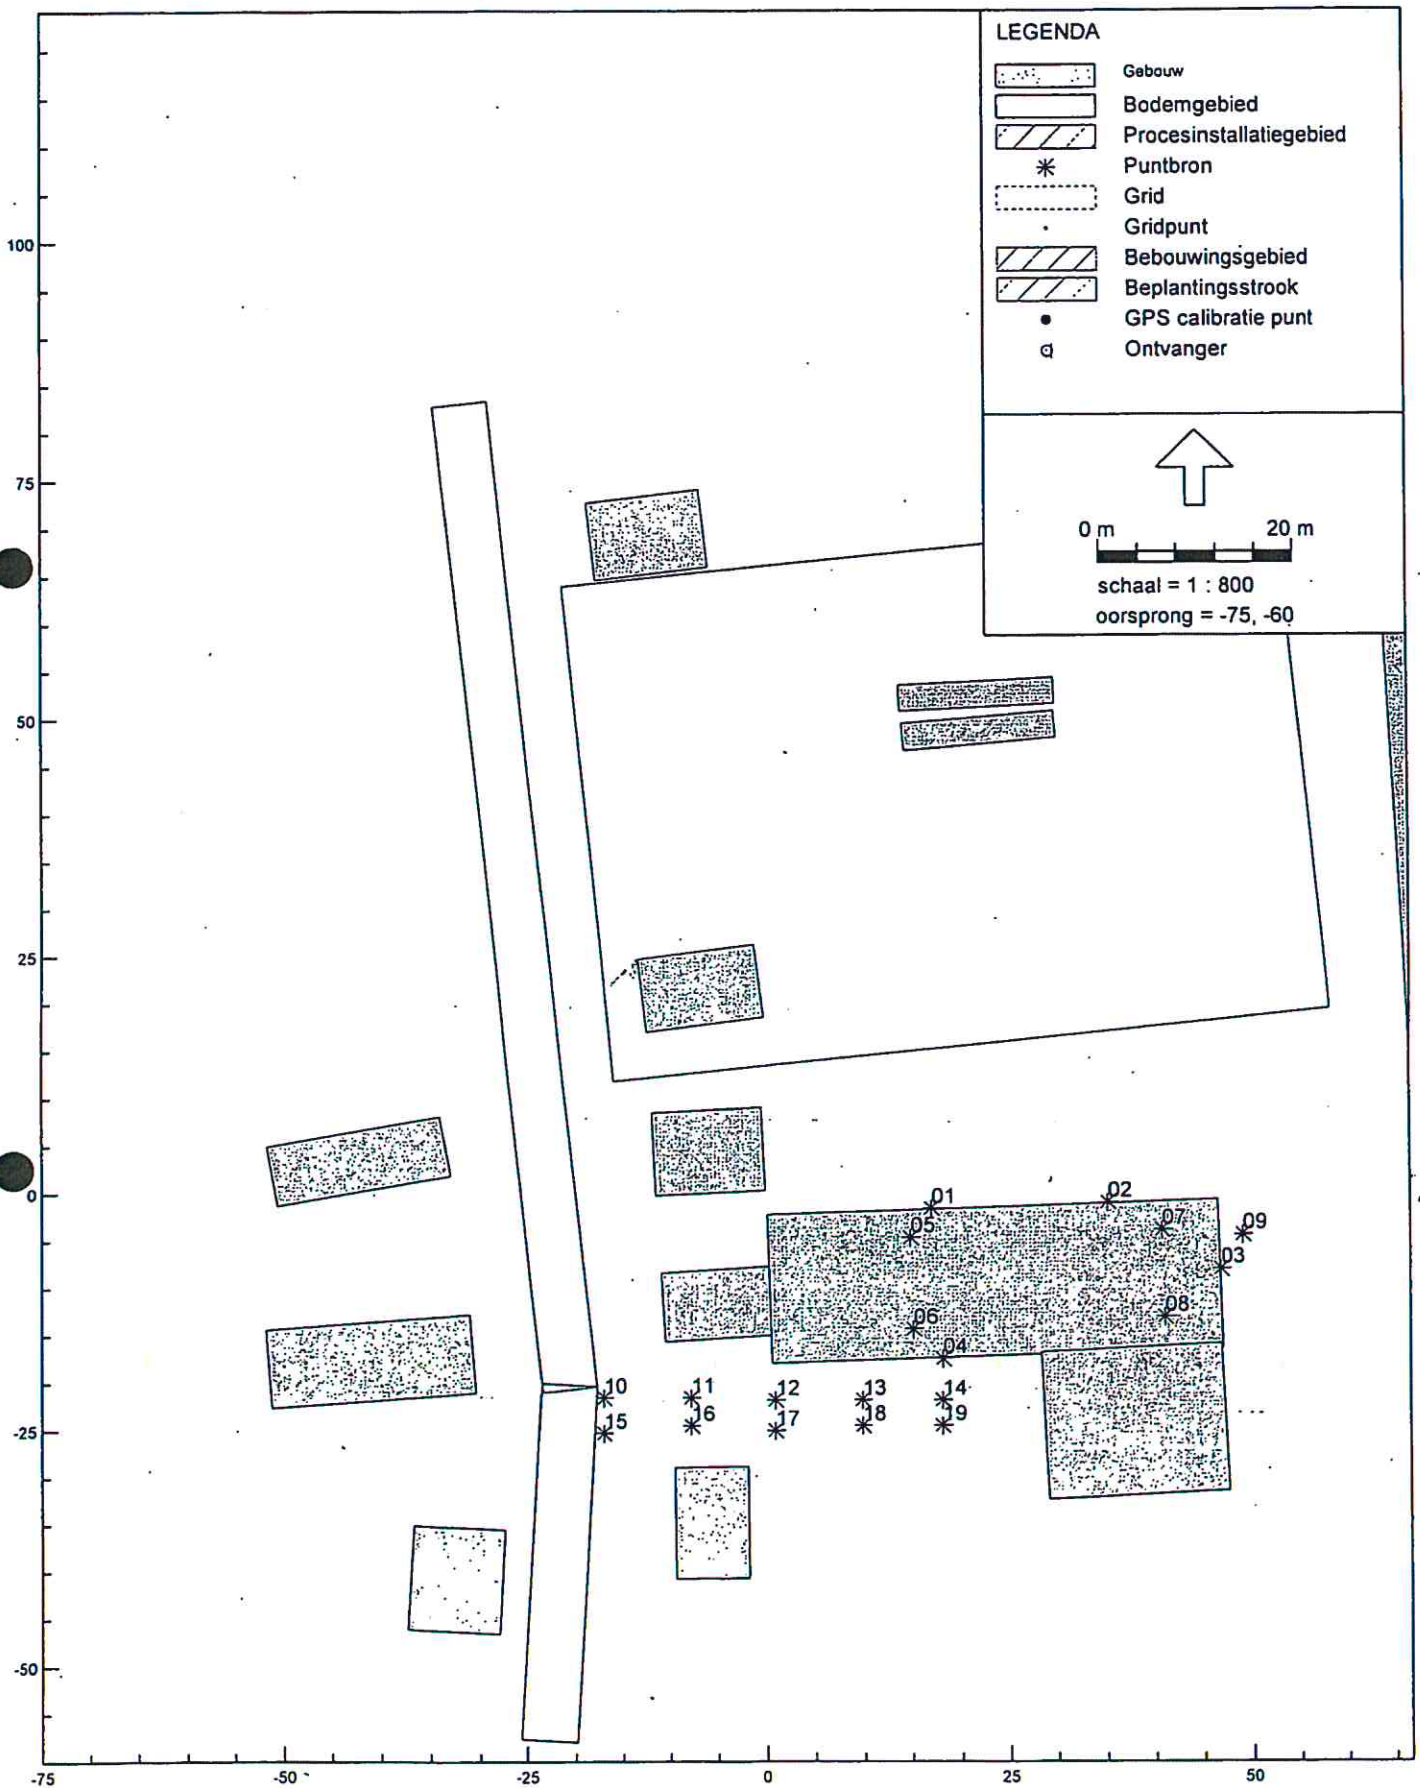 LEGENDA
Gebouw
Bodemgebied
Procesinstallatiegebied
Puntbron
Grid
Gridpunt
Bebouwingsgebied
Beplantingsstrook
GPS calibratie punt
Ontvanger
0 m 20 m
schaal = 1 : 800
oorsprong = -75, -60
100
75
50
25
0
-25
-50
01
02
05
07
09
03
08
06
04
10
11
12
13
14
15
16
17
18
19
-75 -50 -25 0 25 50